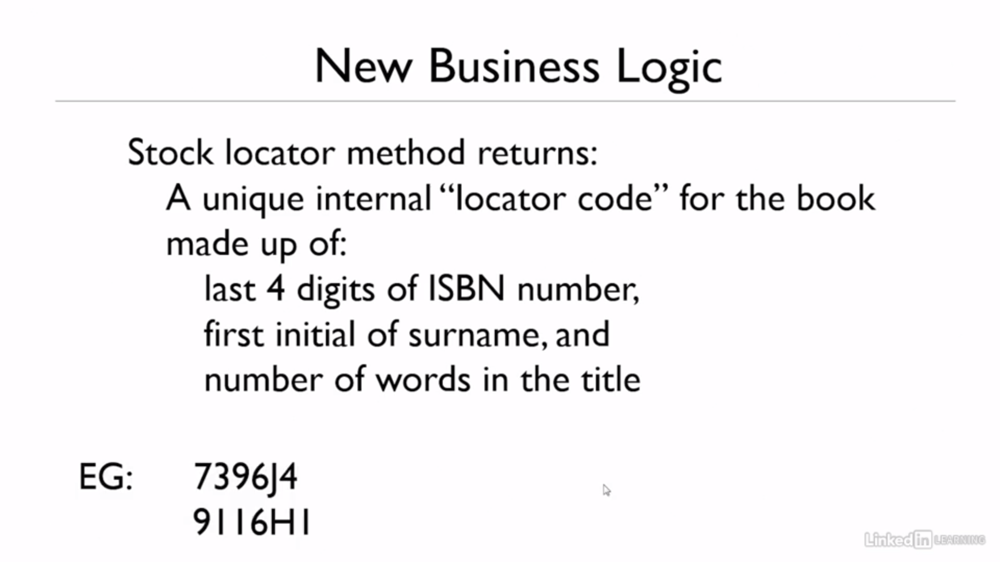 New Business Logic
Stock locator method returns:
A unique internal “locator code” for the book
made up of:
last 4 digits of ISBN number,
first initial of surname, and
number of words in the title
EG: 7396J4
9116H1
Linked in LEARNING